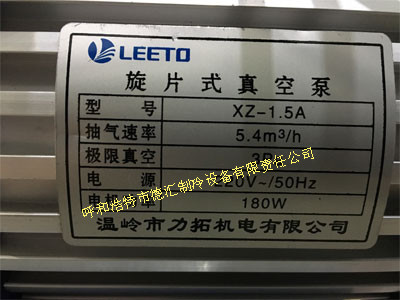 LEETO
旋片式真空泵
型号 XZ-1.5A
抽气速率 5.4m³/h
极限真空
电源 220V~/50Hz
180W
温岭市力拓机电有限公司
呼和浩特市德汇制冷设备有限责任公司